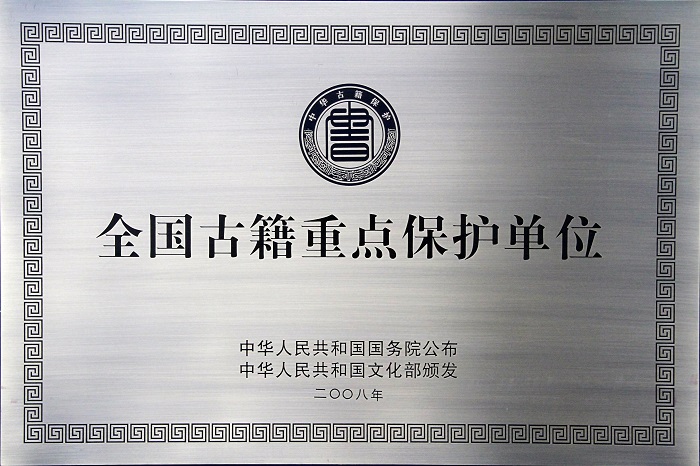 中华古籍保护
書
全国古籍重点保护单位
中华人民共和国国务院公布
中华人民共和国文化部颁发
二〇〇八年